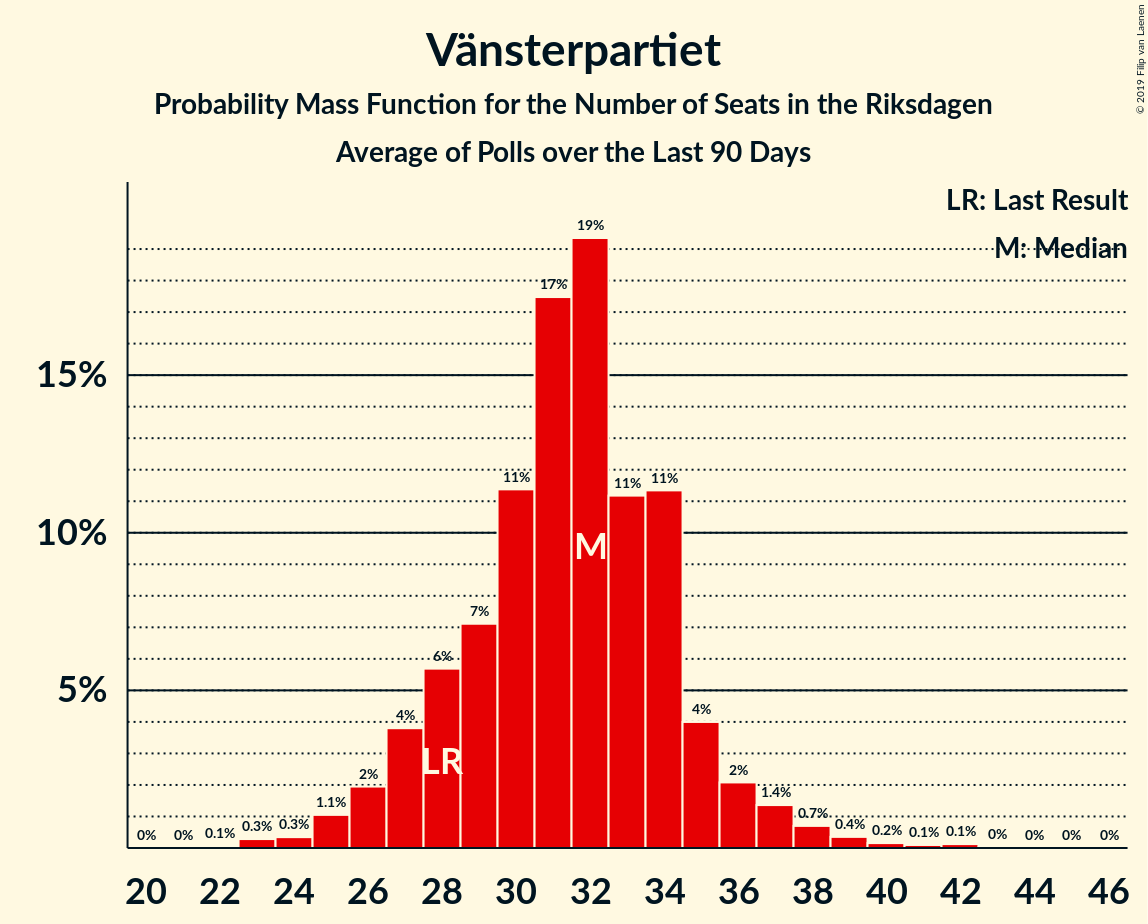 Vänsterpartiet
Probability Mass Function for the Number of Seats in the Riksdagen
Average of Polls over the Last 90 Days
© 2019 Filip van Laenen
LR: Last Result
M: Median
15%
10%
5%
0% 0% 0.1% 0.3% 0.3% 1.1% 2% 4% 6% 7% 11% 17% 19% 11% 11% 4% 2% 1.4% 0.7% 0.4% 0.2% 0.1% 0.1% 0% 0% 0% 0%
LR
M
20 22 24 26 28 30 32 34 36 38 40 42 44 46